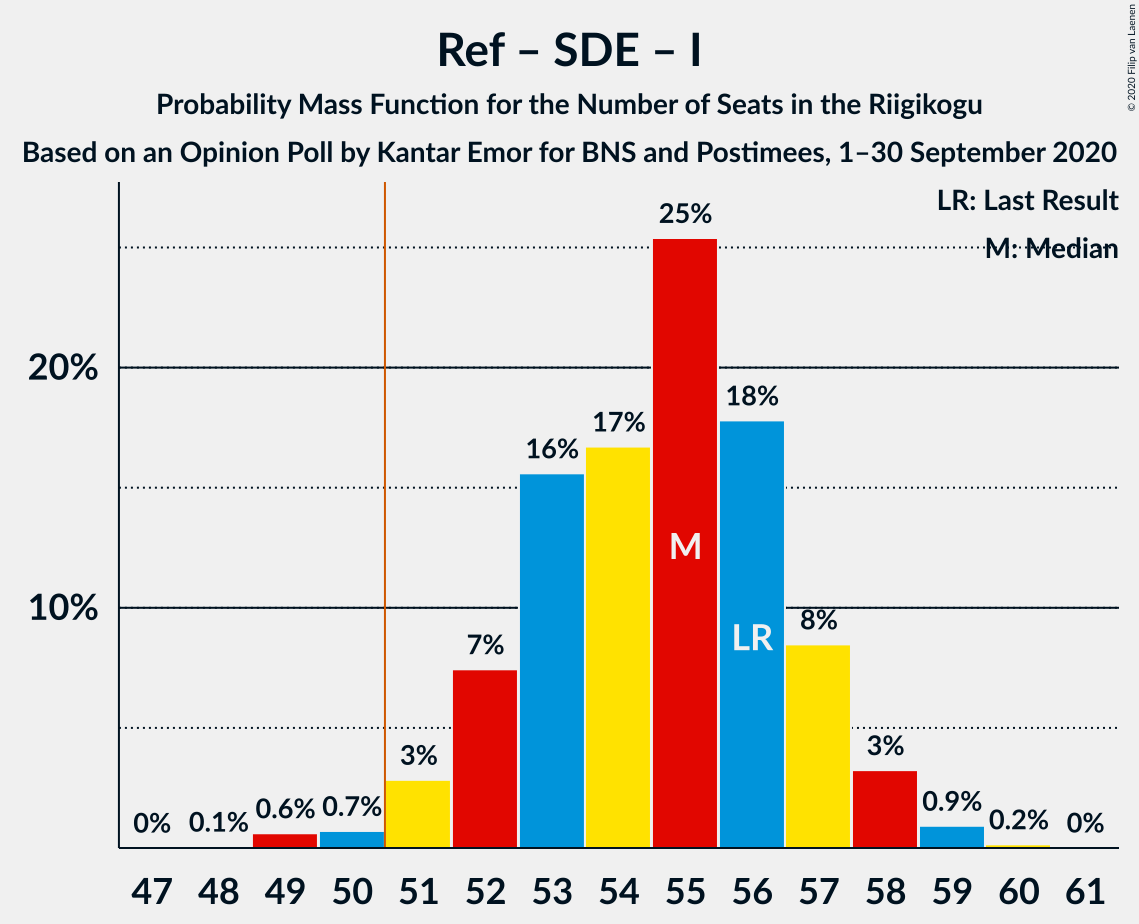 Ref – SDE – I
Probability Mass Function for the Number of Seats in the Riigikogu
Based on an Opinion Poll by Kantar Emor for BNS and Postimees, 1–30 September 2020
© 2020 Filip van Laenen
LR: Last Result
M: Median
25%
20%
18%
17%
16%
M
10%
LR
8%
7%
3%
3%
0% 0.1% 0.6% 0.7% 0.9% 0.2% 0%
47 48 49 50 51 52 53 54 55 56 57 58 59 60 61